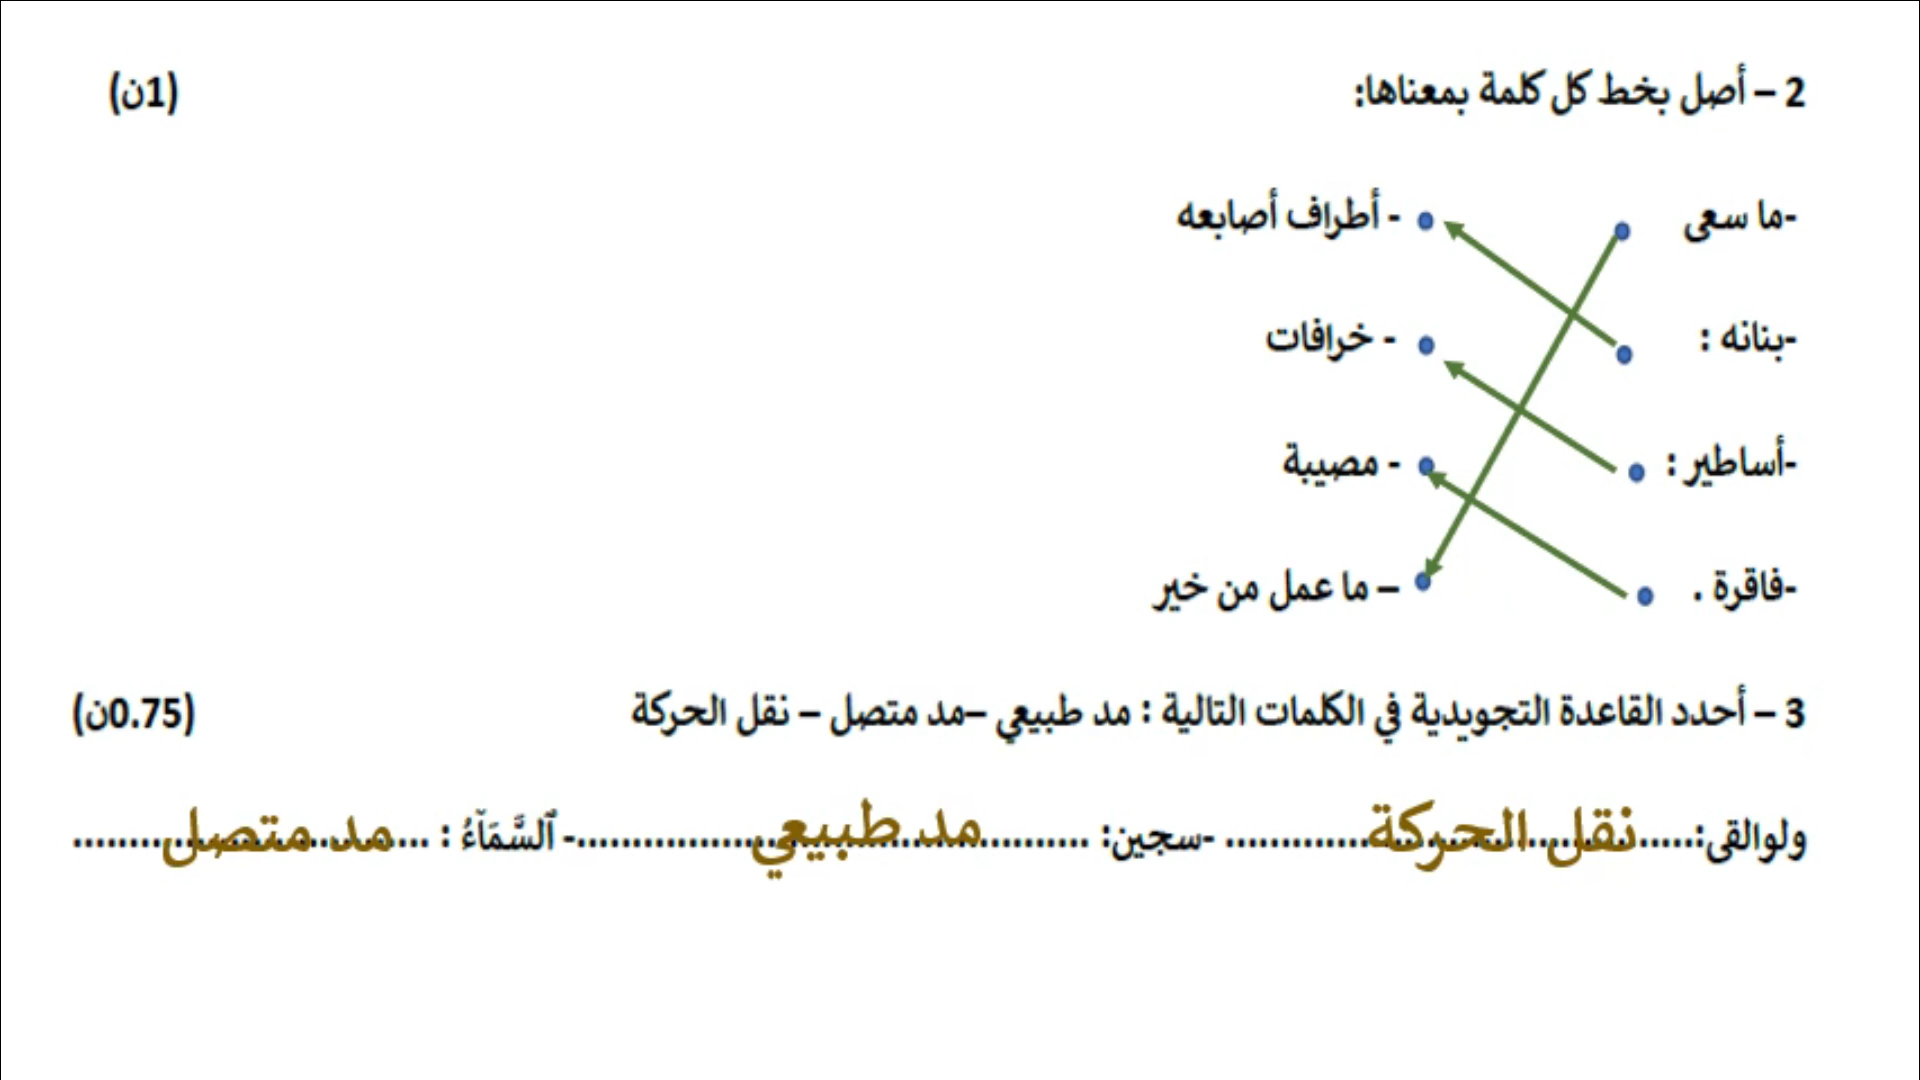 2 – أصل بخط كل كلمة بمعناها: (1ن)
-ما سعى - أطراف أصابعه
-بنانه : - خرافات
-أساطير : - مصيبة
-فاقرة . – ما عمل من خير
3 – أحدد القاعدة التجويدية في الكلمات التالية : مد طبيعي –مد متصل – نقل الحركة (0.75ن)
ولوالقى: نقل الحركة -سجين: مد طبيعي - ٱلسَّمَآءُ : مد متصل